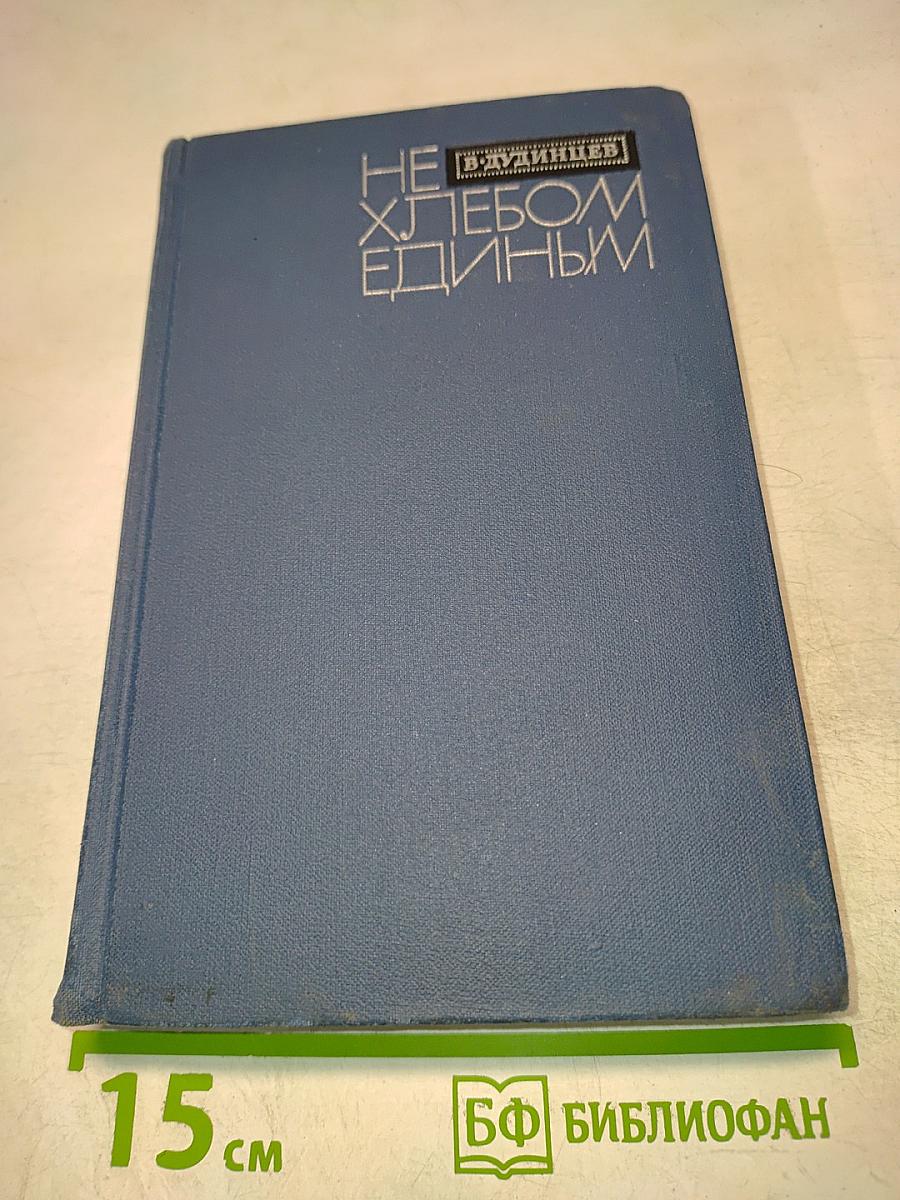 НЕ В·ДУДИНЦЕВ
ХЛЕБОМ
ЕДИНЫМ
15 см
БФ БИБЛИОФАН